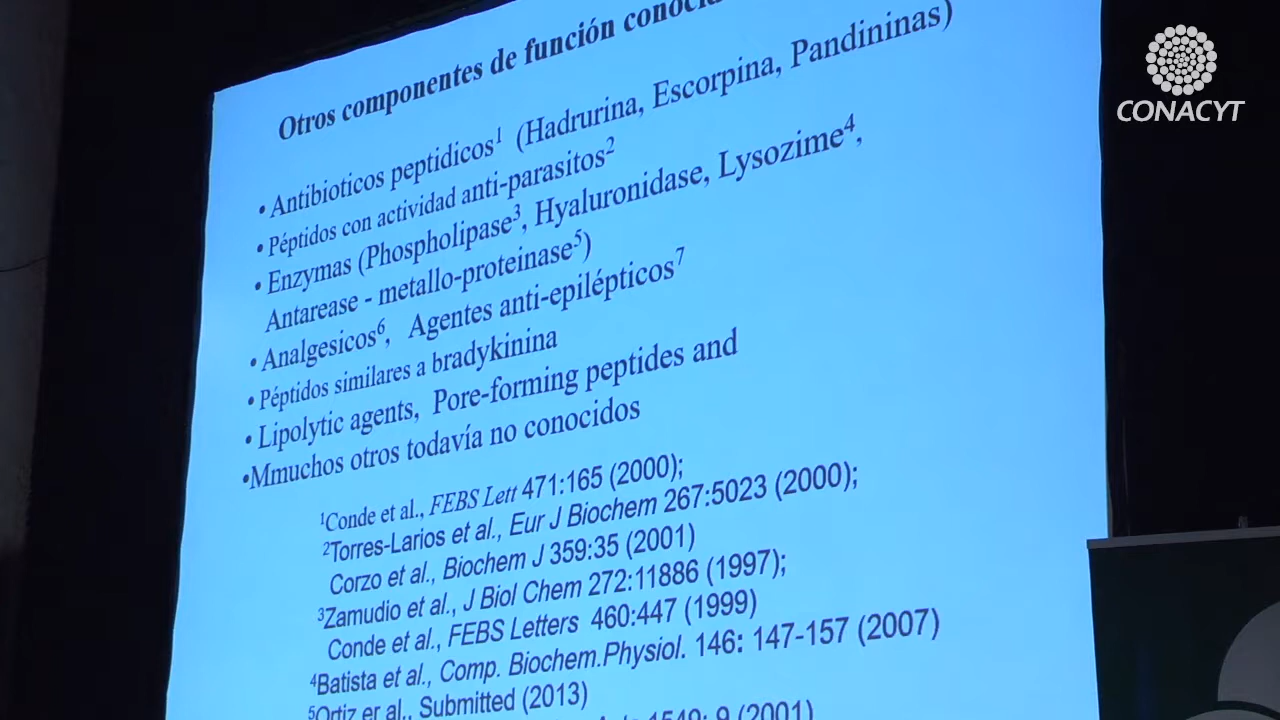 Otros componentes de función
• Antibioticos peptidicos¹ (Hadrurina, Escorpina, Pandininas)
• Péptidos con actividad anti-parasitos²
• Enzymas (Phospholipase³, Hyaluronidase, Lysozime⁴,
Antarease - metallo-proteinase⁵)
• Analgesicos⁶, Agentes anti-epilépticos⁷
• Péptidos similares a bradykinina
• Lipolytic agents, Pore-forming peptides and
•Mmuchos otros todavía no conocidos
¹Conde et al., FEBS Lett 471:165 (2000);
²Torres-Larios et al., Eur J Biochem 267:5023 (2000);
Corzo et al., Biochem J 359:35 (2001)
³Zamudio et al., J Biol Chem 272:11886 (1997);
Conde et al., FEBS Letters 460:447 (1999)
⁴Batista et al., Comp. Biochem.Physiol. 146: 147-157 (2007)
⁵Ortiz er al., Submitted (2013)
1549: 9 (2001)
CONACYT